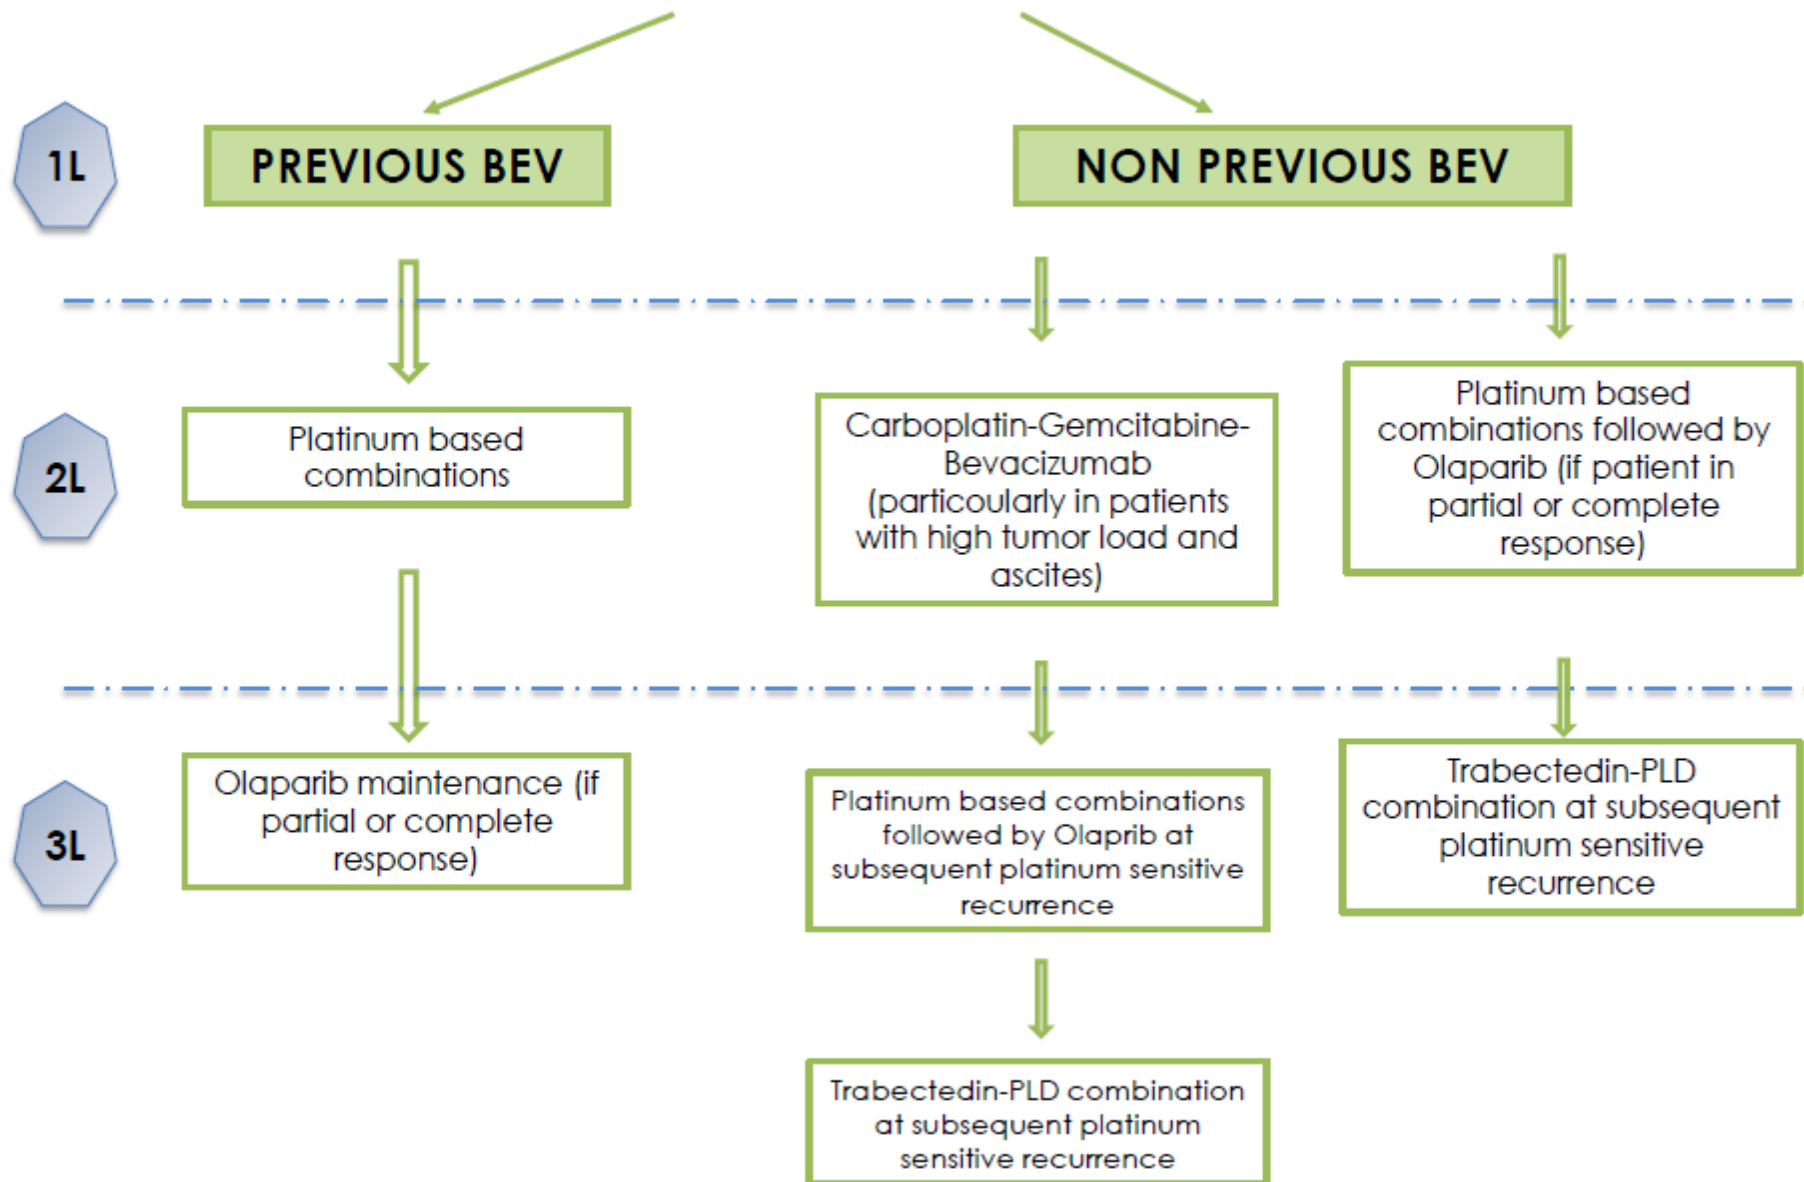 1L
PREVIOUS BEV
NON PREVIOUS BEV
2L
Platinum based
combinations
Carboplatin-Gemcitabine-
Bevacizumab
(particoularly in patients
with high tumor load and
ascites)
Platinum based
combinations followed by
Olaparib (if patient in
partial or complete
response)
3L
Olaparib maintenance (if
partial or complete
response)
Platinum based combinations
followed by Olaprib at
subsequent platinum sensitive
recurrence
Trabectedin-PLD
combination at subsequent
platinum sensitive
recurrence
Trabectedin-PLD combination
at subsequent platinum
sensitive recurrence